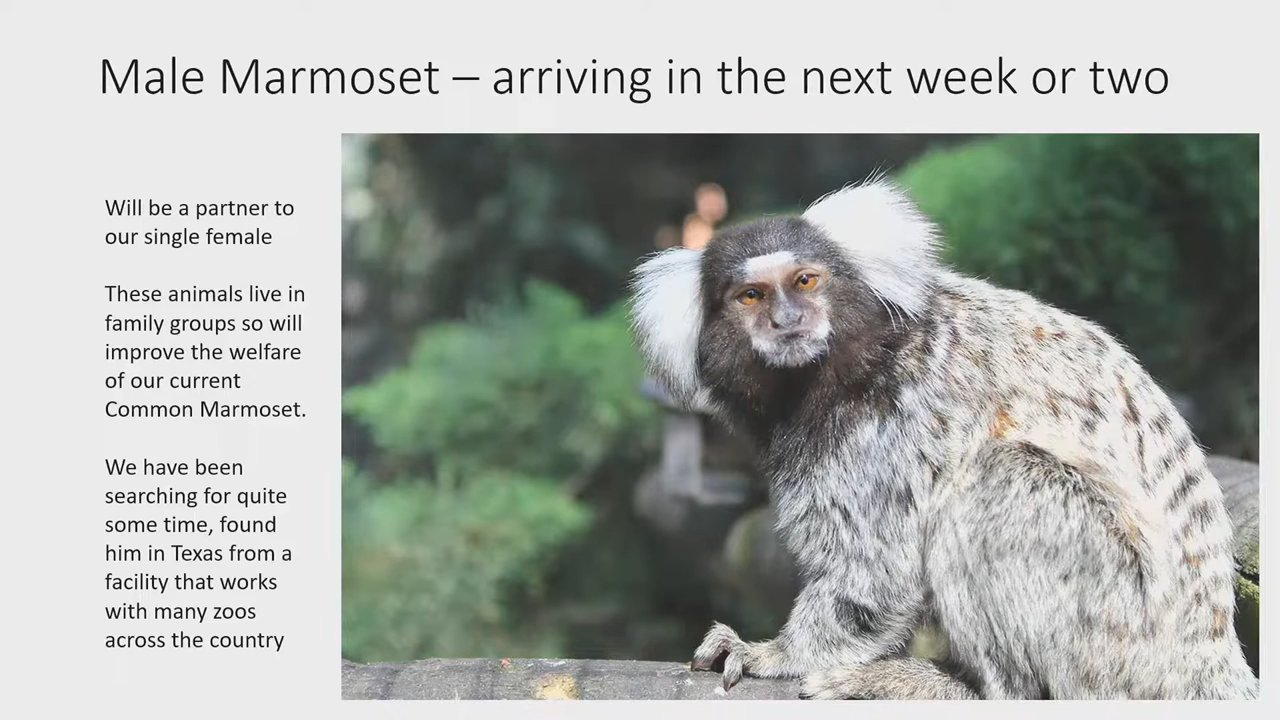 Male Marmoset – arriving in the next week or two
Will be a partner to
our single female
These animals live in
family groups so will
improve the welfare
of our current
Common Marmoset.
We have been
searching for quite
some time, found
him in Texas from a
facility that works
with many zoos
across the country